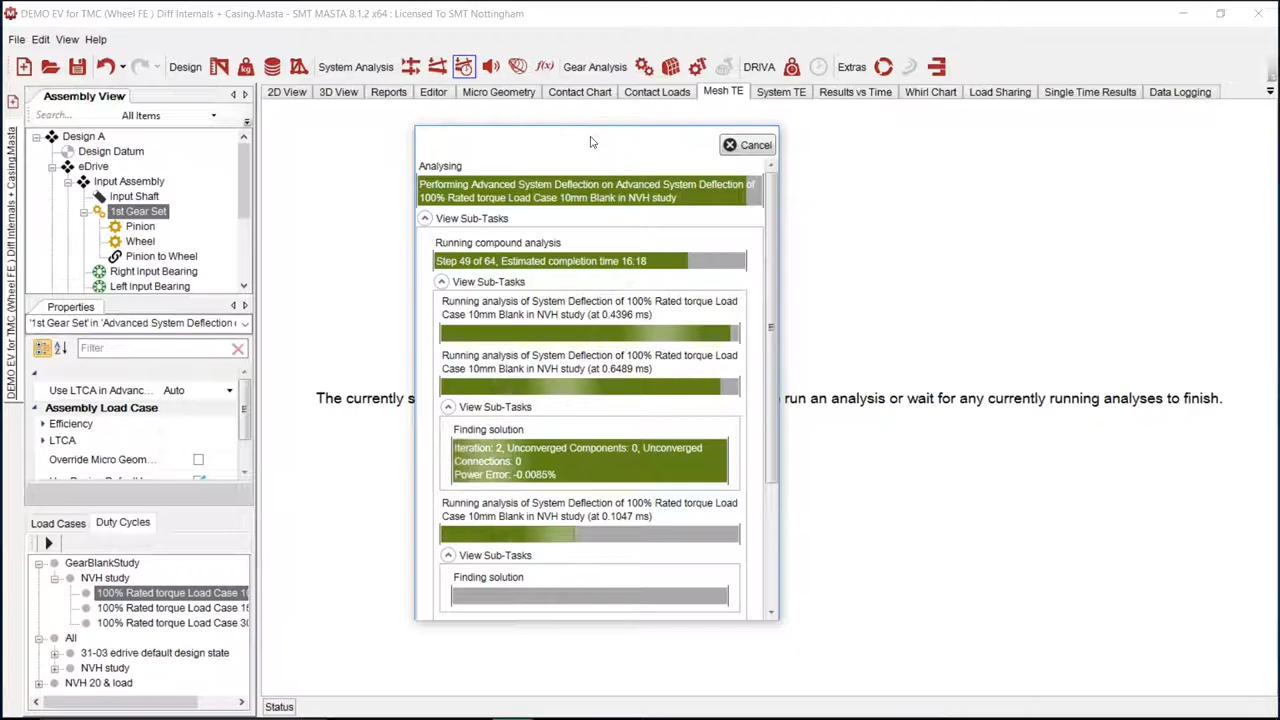 DEMO EV for TMC (Wheel FE ) Diff Internals + Casing.Masta - SMT MASTA 8.1.2 x64 : Licensed To SMT Nottingham
File Edit View Help
Design System Analysis f(x) Gear Analysis DRIVA Extras
Assembly View
2D View 3D View Reports Editor Micro Geometry Contact Chart Contact Loads Mesh TE System TE Results vs Time Whirl Chart Load Sharing Single Time Results Data Logging
Search... All Items
DEMO EV for TMC (Wheel FE ) Diff Internals + Casing.Masta
Design A
Design Datum
eDrive
Input Assembly
Input Shaft
1st Gear Set
Pinion
Wheel
Pinion to Wheel
Right Input Bearing
Left Input Bearing
Properties
'1st Gear Set' in 'Advanced System Deflection
Filter
Use LTCA in Advanc... Auto
Assembly Load Case
Efficiency
LTCA
Override Micro Geom...
Load Cases Duty Cycles
GearBlankStudy
NVH study
100% Rated torque Load Case 10
100% Rated torque Load Case 15
100% Rated torque Load Case 30
All
31-03 edrive default design state
NVH study
NVH 20 & load
Cancel
Analysing
Performing Advanced System Deflection on Advanced System Deflection of
100% Rated torque Load Case 10mm Blank in NVH study
View Sub-Tasks
Running compound analysis
Step 49 of 64, Estimated completion time 16:18
View Sub-Tasks
Running analysis of System Deflection of 100% Rated torque Load
Case 10mm Blank in NVH study (at 0.4396 ms)
Running analysis of System Deflection of 100% Rated torque Load
Case 10mm Blank in NVH study (at 0.6489 ms)
View Sub-Tasks
Finding solution
Iteration: 2, Unconverged Components: 0, Unconverged
Connections: 0
Power Error: -0.0085%
Running analysis of System Deflection of 100% Rated torque Load
Case 10mm Blank in NVH study (at 0.1047 ms)
View Sub-Tasks
Finding solution
The currently s run an analysis or wait for any currently running analyses to finish.
Status